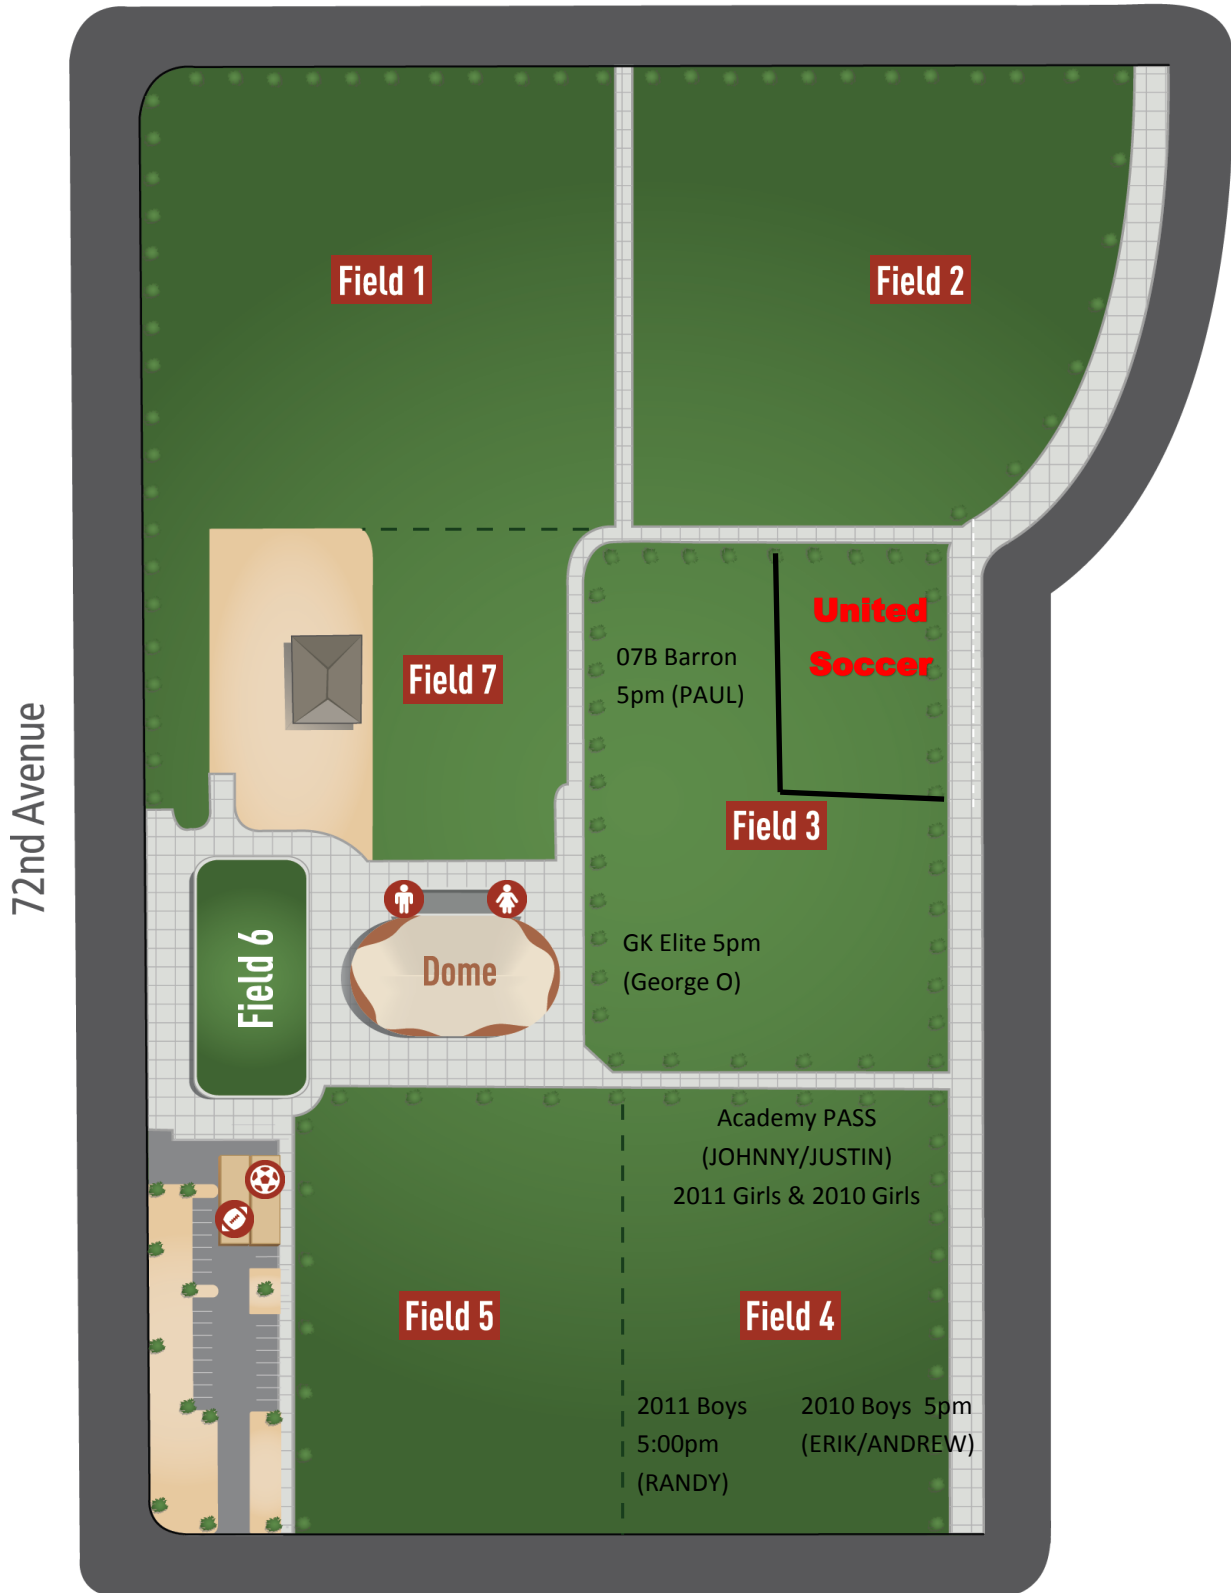 Field 1
Field 2
United
Soccer
07B Barron
5pm (PAUL)
Field 7
72nd Avenue
Field 3
Field 6
Dome
GK Elite 5pm
(George O)
Academy PASS
(JOHNNY/JUSTIN)
2011 Girls & 2010 Girls
Field 5
Field 4
2011 Boys
5:00pm
(RANDY)
2010 Boys  5pm
(ERIK/ANDREW)